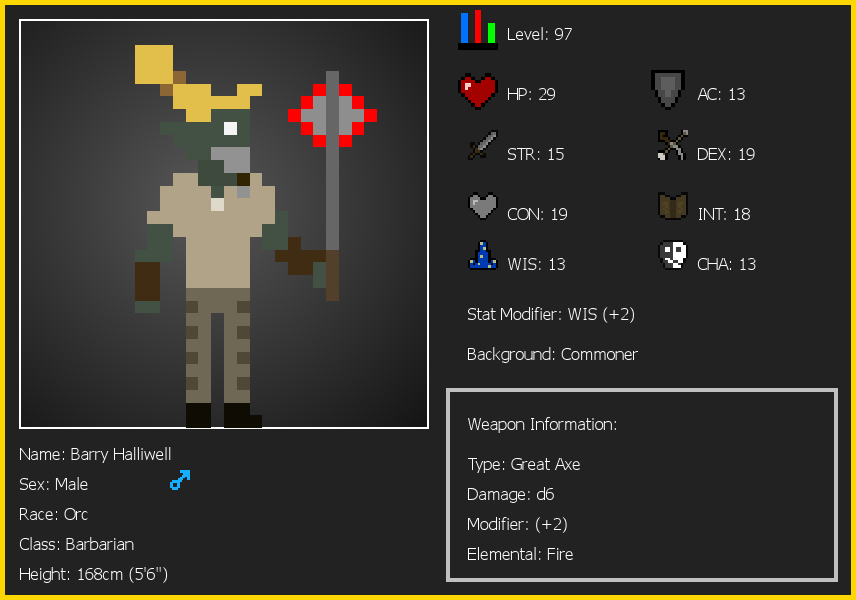 Level: 97
HP: 29
AC: 13
STR: 15
DEX: 19
CON: 19
INT: 18
WIS: 13
CHA: 13
Stat Modifier: WIS (+2)
Background: Commoner
Weapon Information:
Type: Great Axe
Damage: d6
Modifier: (+2)
Elemental: Fire
Name: Barry Halliwell
Sex: Male
Race: Orc
Class: Barbarian
Height: 168cm (5'6")